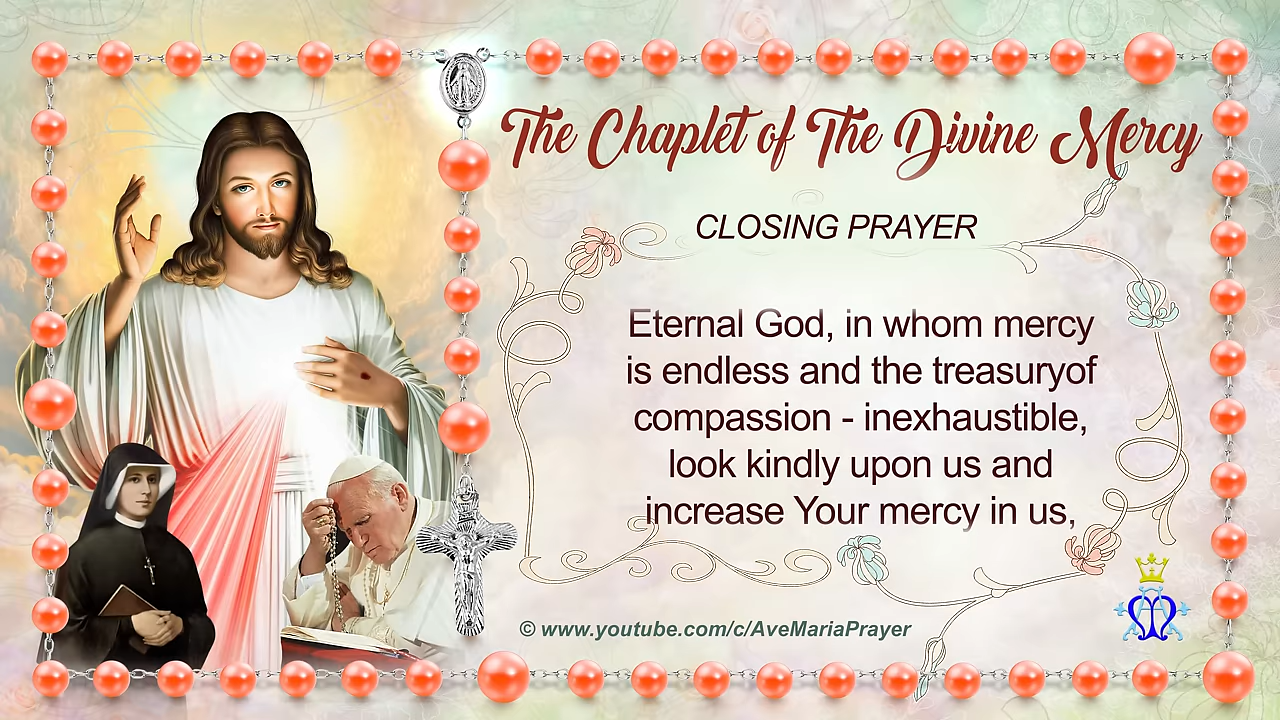 The Chaplet of The Divine Mercy
CLOSING PRAYER
Eternal God, in whom mercy
is endless and the treasuryof
compassion - inexhaustible,
look kindly upon us and
increase Your mercy in us,
© www.youtube.com/c/AveMariaPrayer